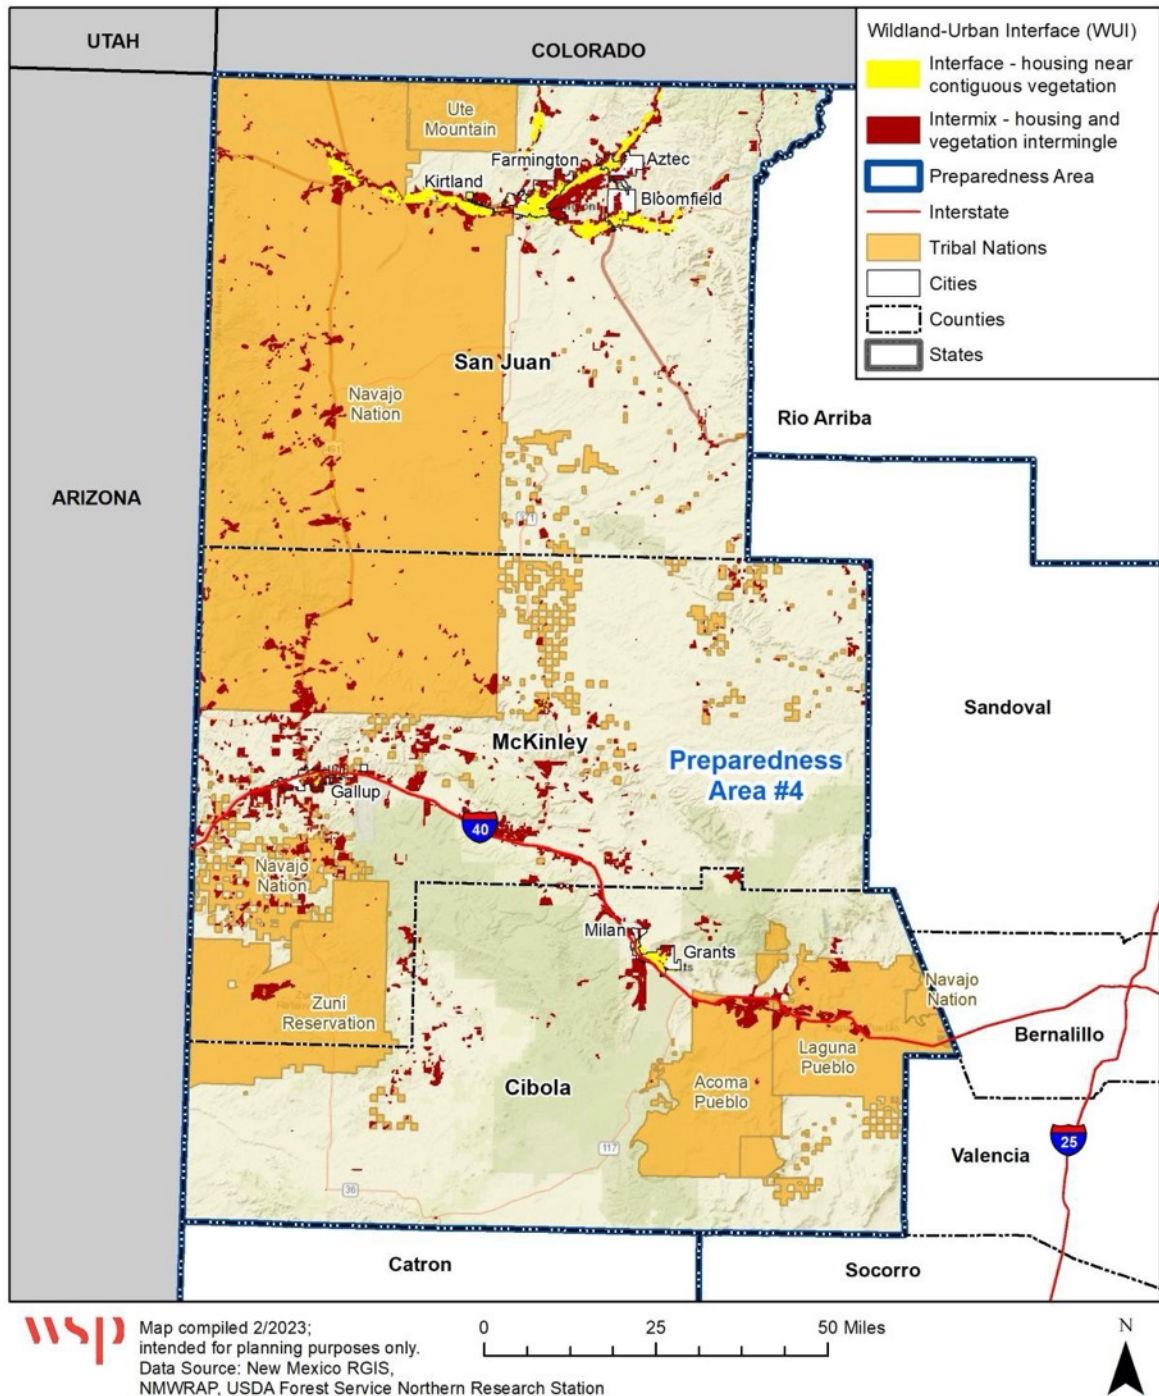 UTAH
COLORADO
Wildland-Urban Interface (WUI)
Interface - housing near
contiguous vegetation
Intermix - housing and
vegetation intermingle
Preparedness Area
Interstate
Tribal Nations
Cities
Counties
States
Ute
Mountain
Farmington
Aztec
Kirtland
Bloomfield
San Juan
Navajo
Nation
Rio Arriba
ARIZONA
491
371
Sandoval
McKinley
Preparedness
Area #4
Gallup
40
Navajo
Nation
Milan
Grants
Zuni
Reservation
Navajo
Nation
Bernalillo
Laguna
Pueblo
Acoma
Pueblo
Cibola
117
25
Valencia
36
Catron
Socorro
wsp
Map compiled 2/2023;
intended for planning purposes only.
Data Source: New Mexico RGIS,
NMWRAP, USDA Forest Service Northern Research Station
0 25 50 Miles
N